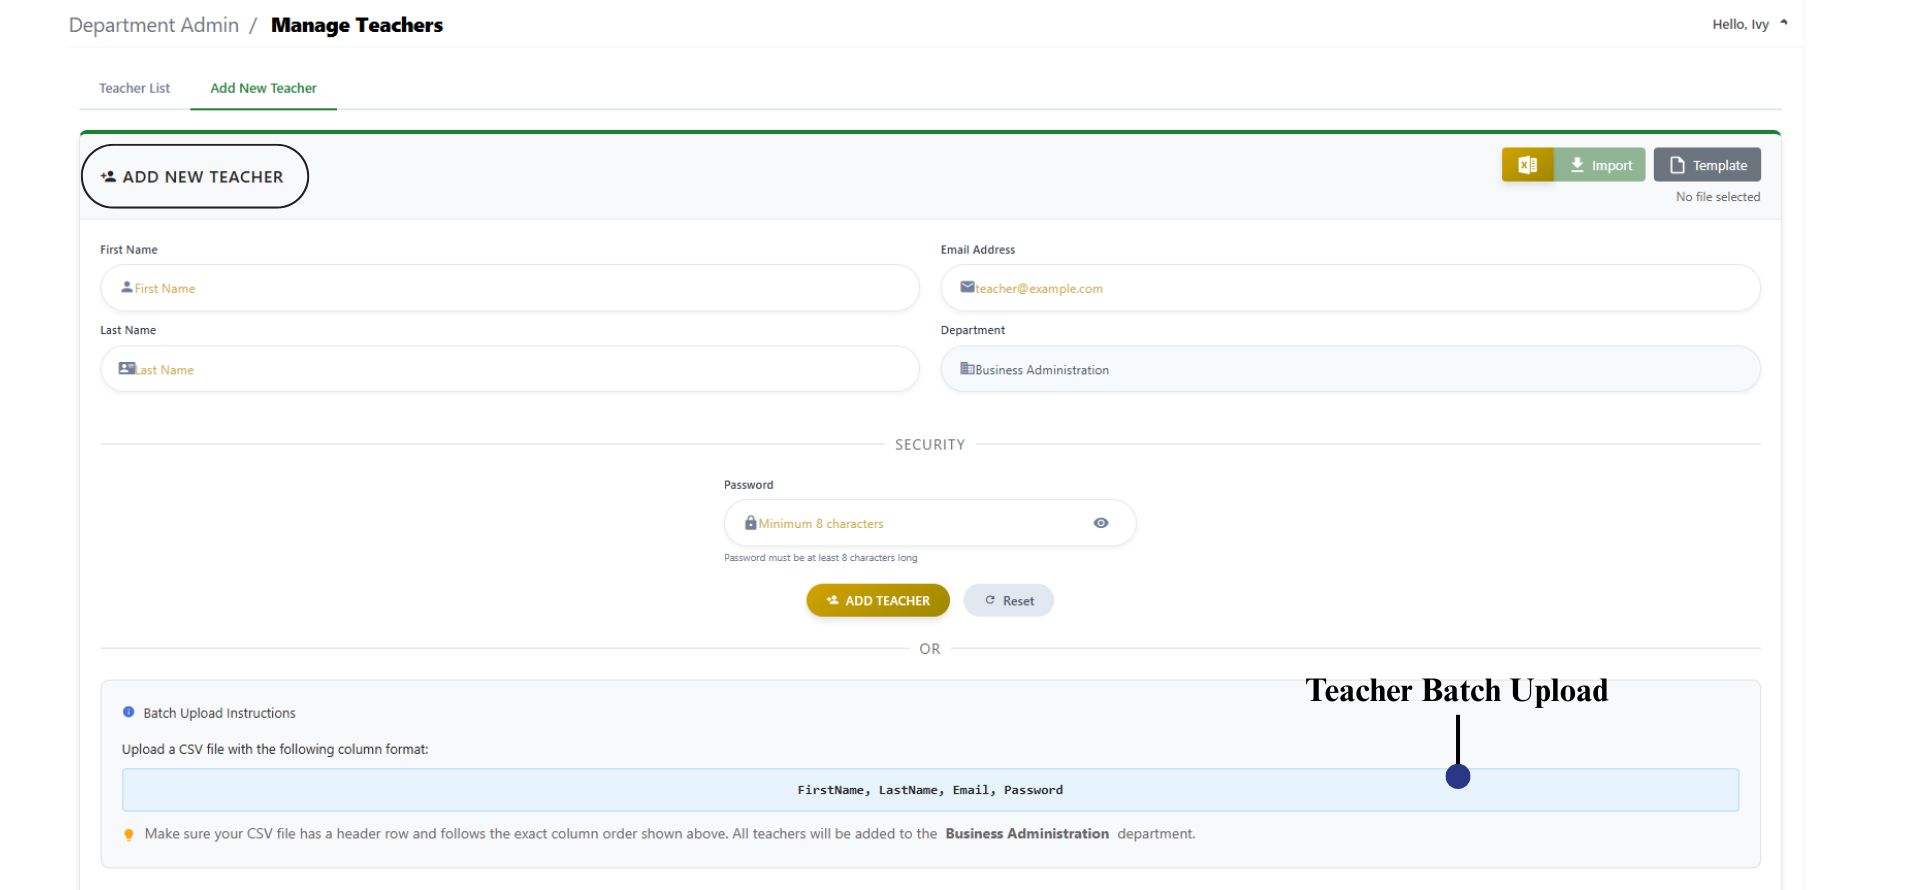 Department Admin / Manage Teachers
Hello, Ivy
Teacher List
Add New Teacher
ADD NEW TEACHER
Import
Template
No file selected
First Name
Email Address
First Name
teacher@example.com
Last Name
Department
Last Name
Business Administration
SECURITY
Password
Minimum 8 characters
Password must be at least 8 characters long
ADD TEACHER
Reset
OR
Teacher Batch Upload
Batch Upload Instructions
Upload a CSV file with the following column format:
FirstName, LastName, Email, Password
Make sure your CSV file has a header row and follows the exact column order shown above. All teachers will be added to the Business Administration department.